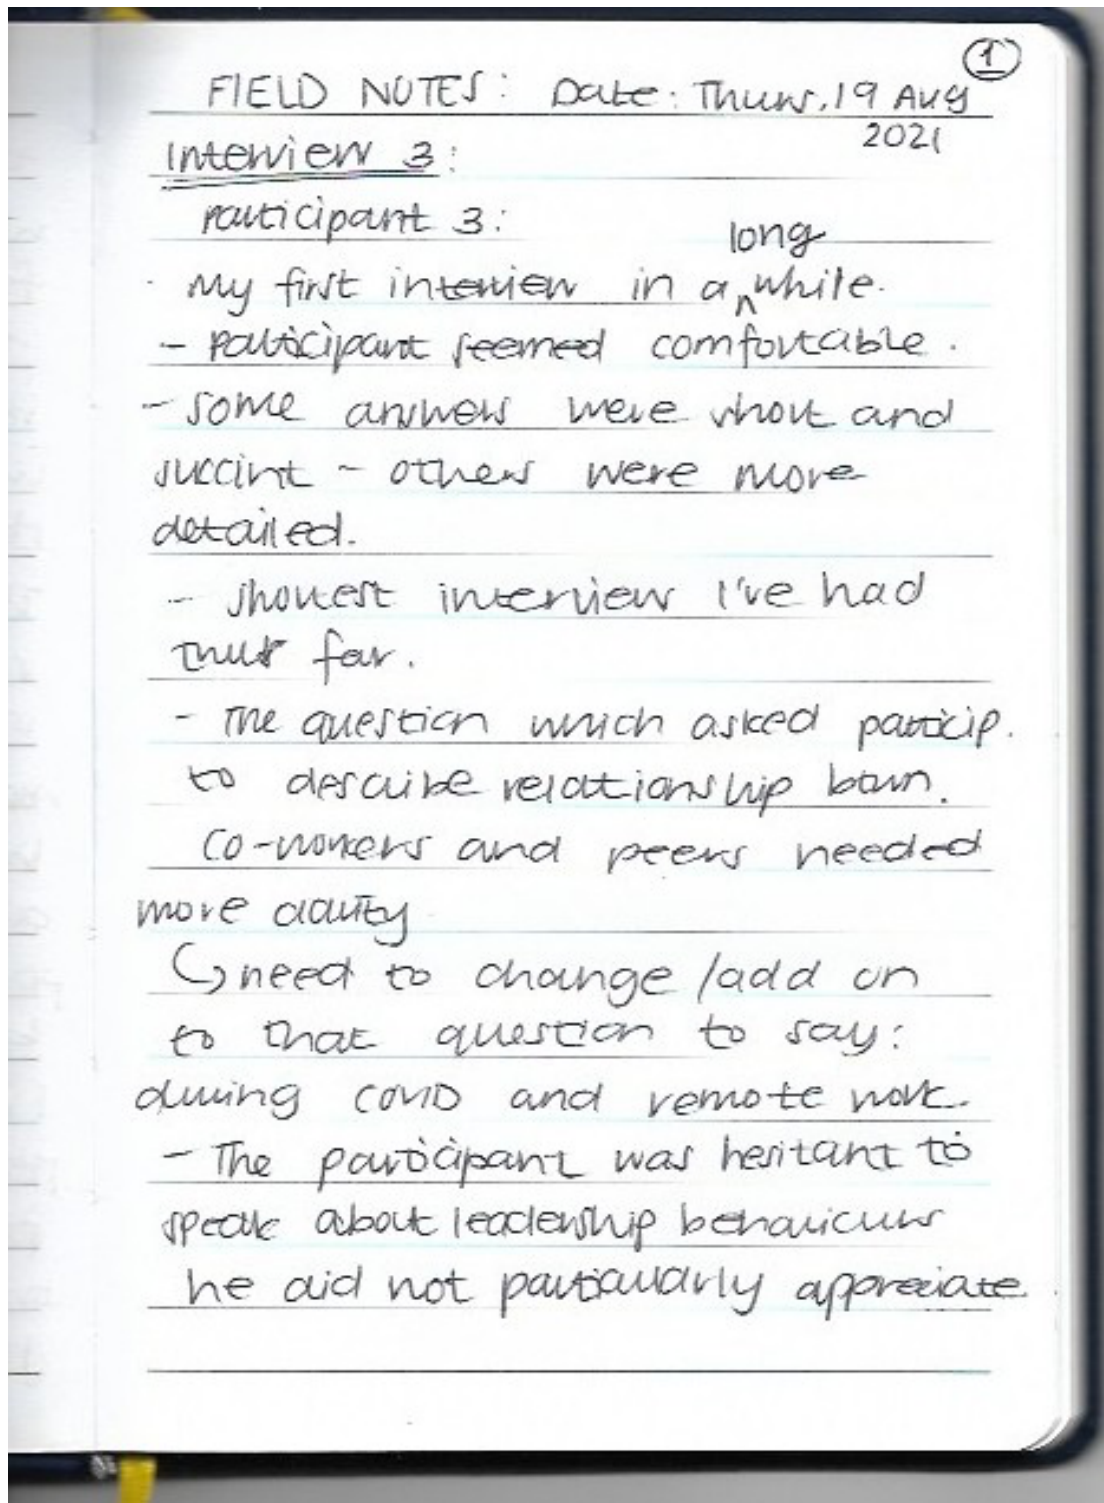 ①
FIELD NOTES: Date: Thurs. 19 Aug
2021
Interview 3:
Participant 3:
long
· My first interview in a ^ while.
- Participant seemed comfortable.
- Some answers were short and
succint - others were more
detailed.
- Shortest interview I've had
thus far.
- The question which asked particip.
to describe relationship btwn.
Co-workers and peers needed
more clarity
↳ need to change / add on
to that question to say:
during COVID and remote work.
- The participant was hesitant to
speak about leadership behaviours
he did not particularly appreciate.